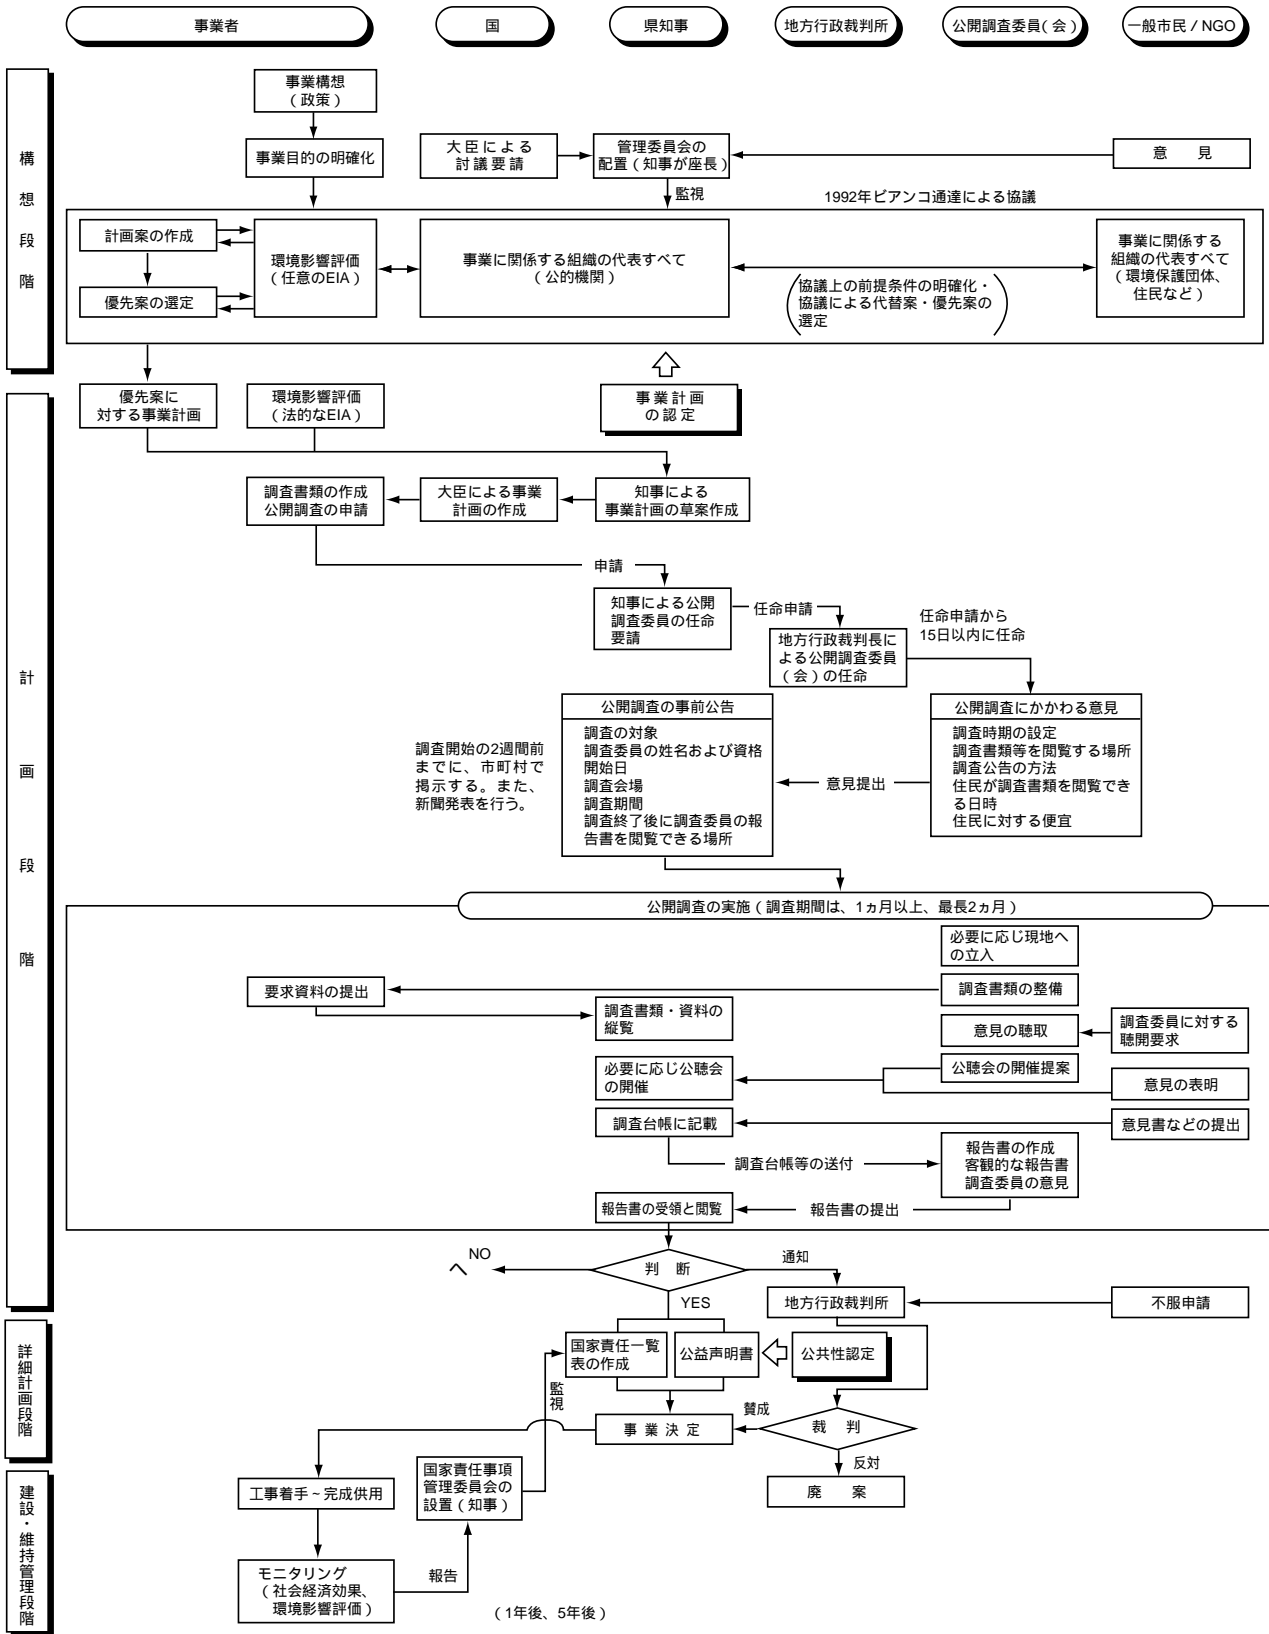 事業者
国
県知事
地方行政裁判所
公開調査委員（会）
一般市民 / NGO
構想段階
事業構想
（政策）
事業目的の明確化
大臣による
討議要請
管理委員会の
配置（知事が座長）
意　見
監視
1992年ビアンコ通達による協議
計画案の作成
優先案の選定
環境影響評価
（任意のEIA）
事業に関係する組織の代表すべて
（公的機関）
協議上の前提条件の明確化・
協議による代替案・優先案の
選定
事業に関係する
組織の代表すべて
（環境保護団体、
住民など）
計画段階
優先案に
対する事業計画
環境影響評価
（法的なEIA）
事業計画
の認定
調査書類の作成
公開調査の申請
大臣による事業
計画の作成
知事による
事業計画の草案作成
申請
知事による公開
調査委員の任命
要請
任命申請
地方行政裁判長に
よる公開調査委員
（会）の任命
任命申請から
15日以内に任命
調査開始の2週間前
までに、市町村で
掲示する。また、
新聞発表を行う。
公開調査の事前公告
調査の対象
調査委員の姓名および資格
開始日
調査会場
調査期間
調査終了後に調査委員の報
告書を閲覧できる場所
意見提出
公開調査にかかわる意見
調査時期の設定
調査書類等を閲覧する場所
調査公告の方法
住民が調査書類を閲覧でき
る日時
住民に対する便宜
公開調査の実施（調査期間は、1ヵ月以上、最長2ヵ月）
必要に応じ現地へ
の立入
要求資料の提出
調査書類の整備
調査書類・資料の
縦覧
意見の聴取
調査委員に対する
聴開要求
必要に応じ公聴会
の開催
公聴会の開催提案
意見の表明
調査台帳に記載
意見書などの提出
調査台帳等の送付
報告書の作成
客観的な報告書
調査委員の意見
報告書の受領と閲覧
報告書の提出
へ
NO
判　断
通知
YES
地方行政裁判所
不服申請
詳細計画段階
国家責任一覧
表の作成
公益声明書
公共性認定
監視
事業決定
賛成
裁　判
反対
廃　案
建設・維持管理段階
工事着手～完成供用
国家責任事項
管理委員会の
設置（知事）
モニタリング
（社会経済効果、
環境影響評価）
報告
（1年後、5年後）